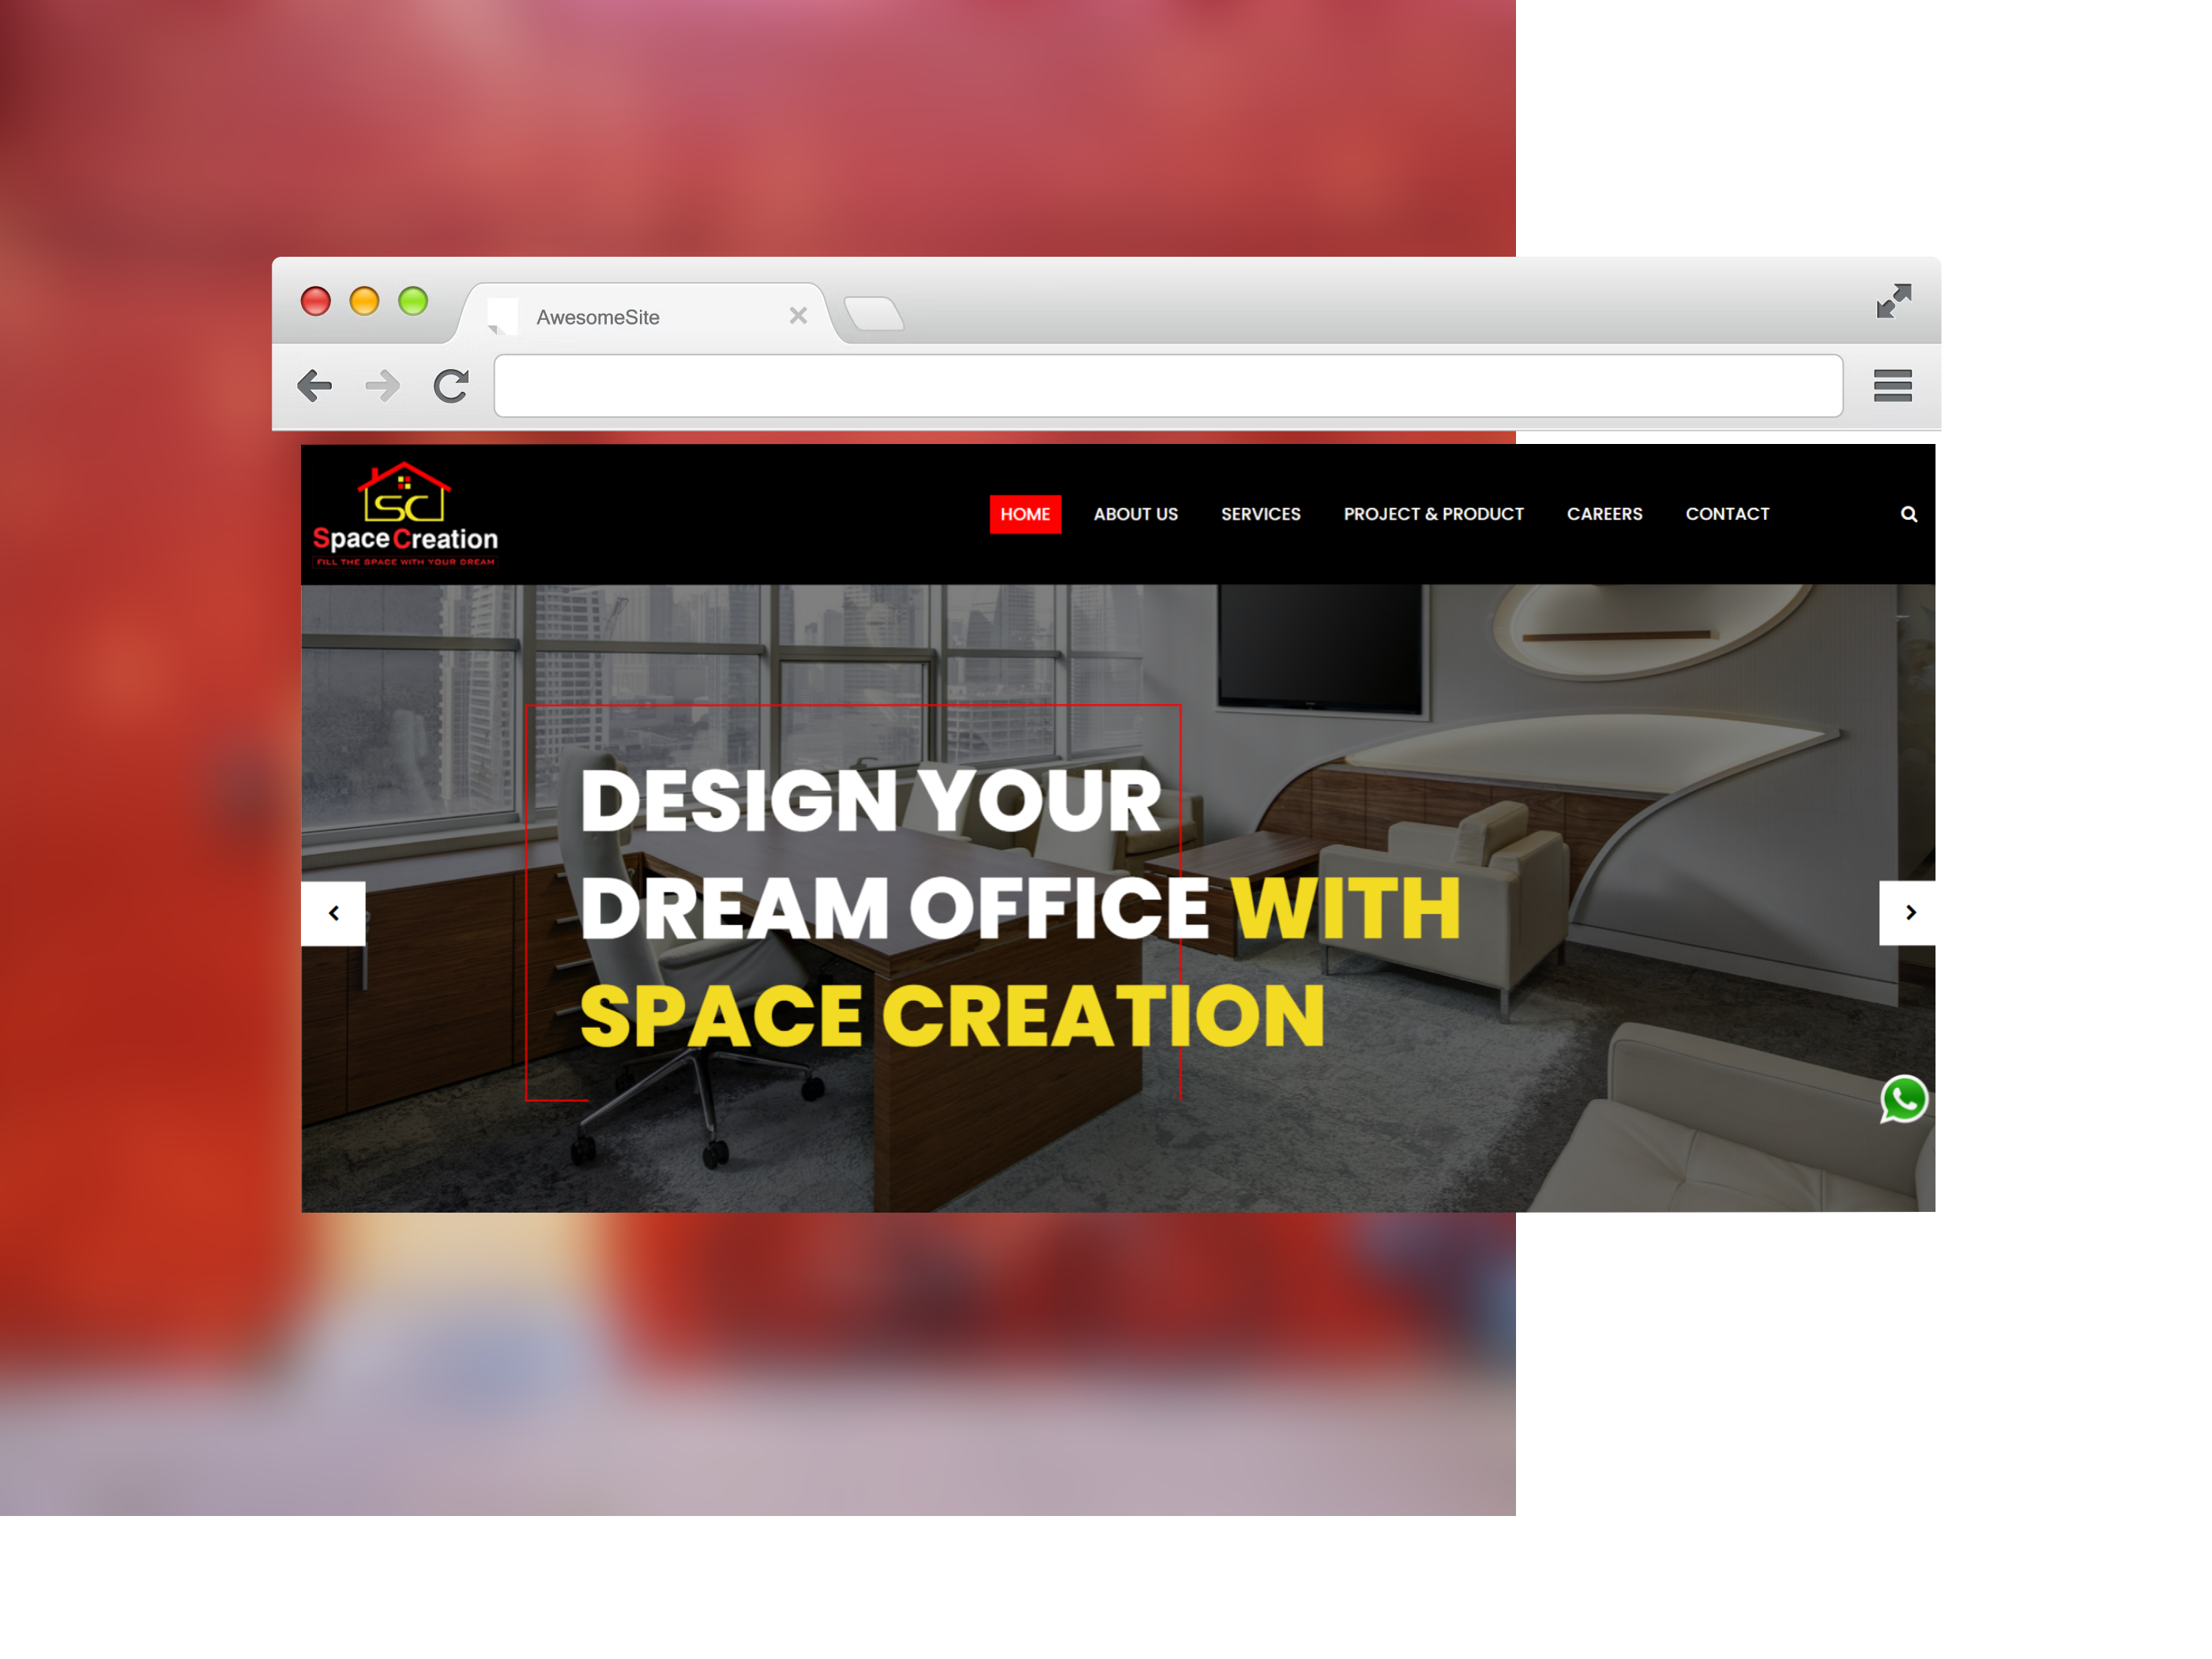 AwesomeSite
SC
Space Creation
FILL THE SPACE WITH YOUR DREAM
HOME ABOUT US SERVICES PROJECT & PRODUCT CAREERS CONTACT
DESIGN YOUR
DREAM OFFICE WITH
SPACE CREATION